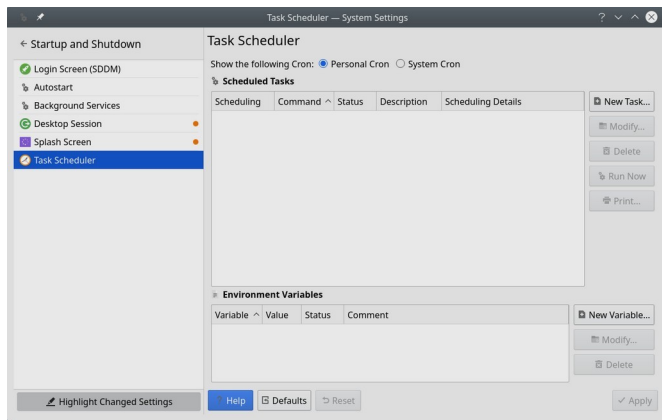 Task Scheduler — System Settings
← Startup and Shutdown
Login Screen (SDDM)
Autostart
Background Services
Desktop Session
Splash Screen
Task Scheduler
Highlight Changed Settings
Task Scheduler
Show the following Cron: Personal Cron System Cron
Scheduled Tasks
Scheduling Command Status Description Scheduling Details
New Task...
Modify...
Delete
Run Now
Print...
Environment Variables
Variable Value Status Comment
New Variable...
Modify...
Delete
Help Defaults Reset Apply